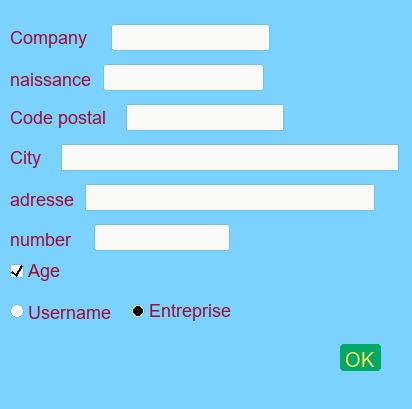 Company
naissance
Code postal
City
adresse
number
Age
Username Entreprise
OK